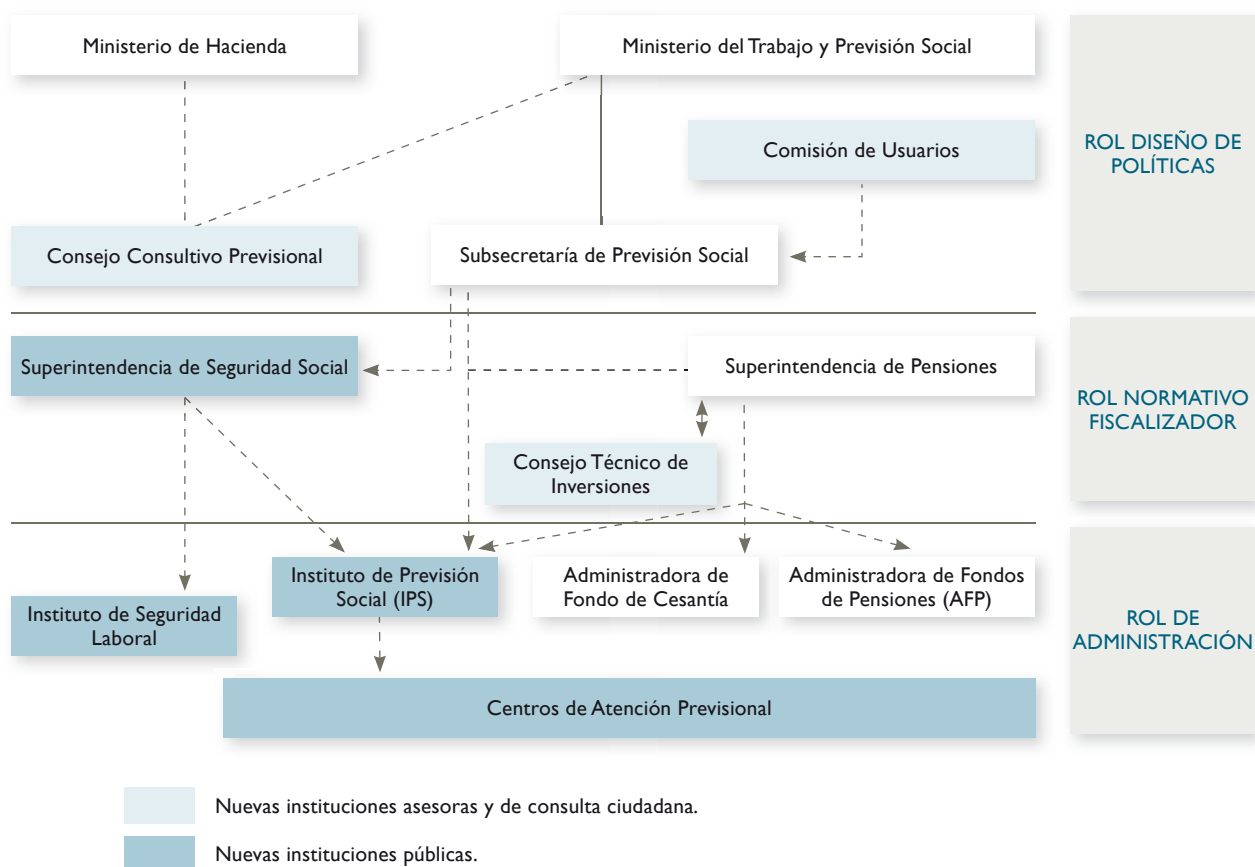 Ministerio de Hacienda
Ministerio del Trabajo y Previsión Social
Comisión de Usuarios
ROL DISEÑO DE
POLÍTICAS
Consejo Consultivo Previsional
Subsecretaría de Previsión Social
Superintendencia de Seguridad Social
Superintendencia de Pensiones
ROL NORMATIVO
FISCALIZADOR
Consejo Técnico de
Inversiones
Instituto de Seguridad
Laboral
Instituto de Previsión
Social (IPS)
Administradora de
Fondo de Cesantía
Administradora de Fondos
de Pensiones (AFP)
ROL DE
ADMINISTRACIÓN
Centros de Atención Previsional
Nuevas instituciones asesoras y de consulta ciudadana.
Nuevas instituciones públicas.